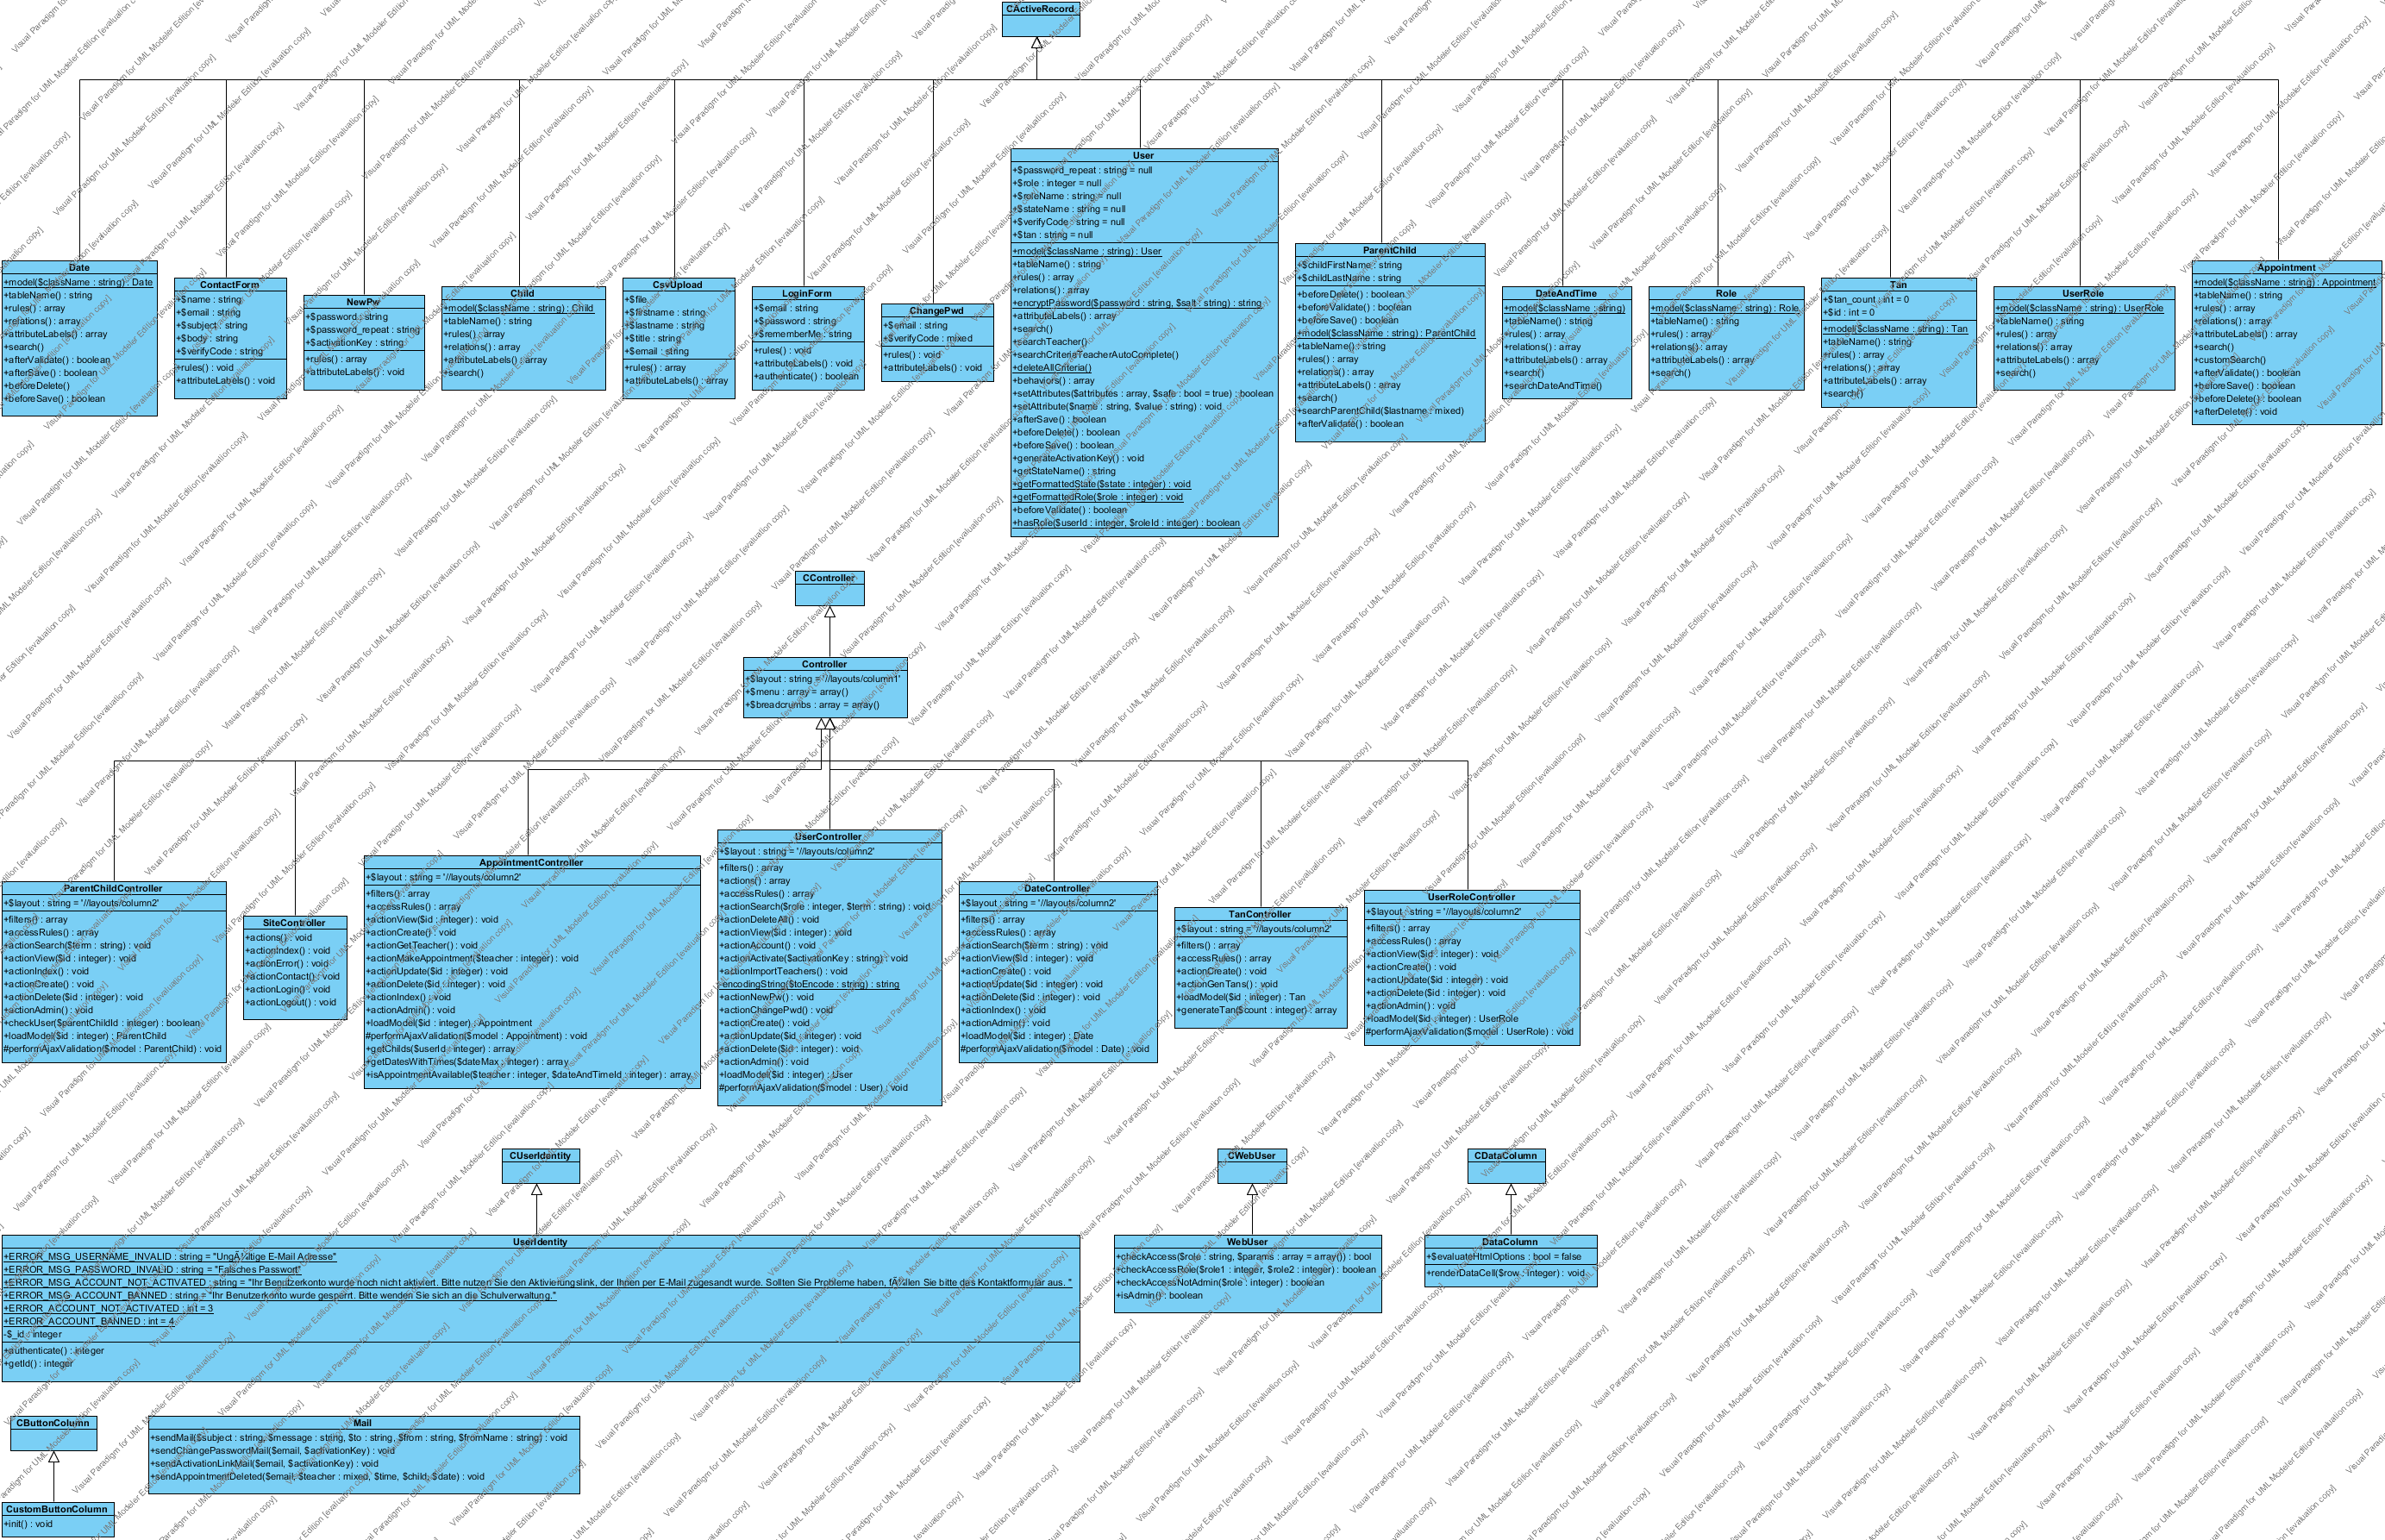 CActiveRecord
User
+$password_repeat : string = null
+$role : integer = null
+$roleName : string = null
+$stateName : string = null
+$verifyCode : string = null
+$tan : string = null
+model($className : string) : User
+tableName() : string
+rules() : array
+relations() : array
+encryptPassword($password : string, $salt : string) : string
+attributeLabels() : array
+search()
+searchTeacher()
+searchCriteriaTeacherAutoComplete()
+deleteAllCriteria()
+behaviors() : array
+setAttributes($attributes : array, $safe : bool = true) : boolean
+setAttribute($name : string, $value : string) : void
+afterSave() : boolean
+beforeDelete() : boolean
+beforeSave() : boolean
+generateActivationKey() : void
+getStateName() : string
+getFormattedState($state : integer) : void
+getFormattedRole($role : integer) : void
+beforeValidate() : boolean
+hasRole($userId : integer, $roleId : integer) : boolean
Date
+model($className : string) : Date
+tableName() : string
+rules() : array
+relations() : array
+attributeLabels() : array
+search()
+afterValidate() : boolean
+afterSave() : boolean
+beforeDelete()
+beforeSave() : boolean
ContactForm
+$name : string
+$email : string
+$subject : string
+$body : string
+$verifyCode : string
+rules() : void
+attributeLabels() : void
NewPw
+$password : string
+$password_repeat : string
+$activationKey : string
+rules() : array
+attributeLabels() : void
Child
+model($className : string) : Child
+tableName() : string
+rules() : array
+relations() : array
+attributeLabels() : array
+search()
CsvUpload
+$file
+$firstname : string
+$lastname : string
+$title : string
+$email : string
+rules() : array
+attributeLabels() : array
LoginForm
+$email : string
+$password : string
+$rememberMe : string
+rules() : void
+attributeLabels() : void
+authenticate() : boolean
ChangePwd
+$email : string
+$verifyCode : mixed
+rules() : void
+attributeLabels() : void
ParentChild
+$childFirstName : string
+$childLastName : string
+beforeDelete() : boolean
+beforeValidate() : boolean
+beforeSave() : boolean
+model($className : string) : ParentChild
+tableName() : string
+rules() : array
+relations() : array
+attributeLabels() : array
+search()
+searchParentChild($lastname : mixed)
+afterValidate() : boolean
DateAndTime
+model($className : string)
+tableName() : string
+rules() : array
+relations() : array
+attributeLabels() : array
+search()
+searchDateAndTime()
Role
+model($className : string) : Role
+tableName() : string
+rules() : array
+relations() : array
+attributeLabels() : array
+search()
Tan
+$tan_count : int = 0
+$id : int = 0
+model($className : string) : Tan
+tableName() : string
+rules() : array
+relations() : array
+attributeLabels() : array
+search()
UserRole
+model($className : string) : UserRole
+tableName() : string
+rules() : array
+relations() : array
+attributeLabels() : array
+search()
Appointment
+model($className : string) : Appointment
+tableName() : string
+rules() : array
+relations() : array
+attributeLabels() : array
+search()
+customSearch()
+afterValidate() : boolean
+beforeSave() : boolean
+beforeDelete() : boolean
+afterDelete() : void
CController
Controller
+$layout : string = '//layouts/column1'
+$menu : array = array()
+$breadcrumbs : array = array()
ParentChildController
+$layout : string = '//layouts/column2'
+filters() : array
+accessRules() : array
+actionSearch($term : string) : void
+actionView($id : integer) : void
+actionIndex() : void
+actionCreate() : void
+actionDelete($id : integer) : void
+actionAdmin() : void
+checkUser($parentChildId : integer) : boolean
+loadModel($id : integer) : ParentChild
#performAjaxValidation($model : ParentChild) : void
SiteController
+actions() : void
+actionIndex() : void
+actionError() : void
+actionContact() : void
+actionLogin() : void
+actionLogout() : void
AppointmentController
+$layout : string = '//layouts/column2'
+filters() : array
+accessRules() : array
+actionView($id : integer) : void
+actionCreate() : void
+actionGetTeacher() : void
+actionMakeAppointment($teacher : integer) : void
+actionUpdate($id : integer) : void
+actionDelete($id : integer) : void
+actionIndex() : void
+actionAdmin() : void
+loadModel($id : integer) : Appointment
#performAjaxValidation($model : Appointment) : void
+getChilds($userId : integer) : array
+getDatesWithTimes($dateMax : integer) : array
+isAppointmentAvailable($teacher : integer, $dateAndTimeId : integer) : array
UserController
+$layout : string = '//layouts/column2'
+filters() : array
+actions() : array
+accessRules() : array
+actionSearch($role : integer, $term : string) : void
+actionDeleteAll() : void
+actionView($id : integer) : void
+actionAccount() : void
+actionActivate($activationKey : string) : void
+actionImportTeachers() : void
-encodingString($toEncode : string) : string
+actionNewPw() : void
+actionChangePwd() : void
+actionCreate() : void
+actionUpdate($id : integer) : void
+actionDelete($id : integer) : void
+actionAdmin() : void
+loadModel($id : integer) : User
#performAjaxValidation($model : User) : void
DateController
+$layout : string = '//layouts/column2'
+filters() : array
+accessRules() : array
+actionSearch($term : string) : void
+actionView($id : integer) : void
+actionCreate() : void
+actionUpdate($id : integer) : void
+actionDelete($id : integer) : void
+actionIndex() : void
+actionAdmin() : void
+loadModel($id : integer) : Date
#performAjaxValidation($model : Date) : void
TanController
+$layout : string = '//layouts/column2'
+filters() : array
+accessRules() : array
+actionCreate() : void
+actionGenTans() : void
+loadModel($id : integer) : Tan
+generateTan($count : integer) : array
UserRoleController
+$layout : string = '//layouts/column2'
+filters() : array
+accessRules() : array
+actionView($id : integer) : void
+actionCreate() : void
+actionUpdate($id : integer) : void
+actionDelete($id : integer) : void
+actionAdmin() : void
+loadModel($id : integer) : UserRole
#performAjaxValidation($model : UserRole) : void
CUserIdentity
UserIdentity
+ERROR_MSG_USERNAME_INVALID : string = "UngÃ¼ltige E-Mail Adresse"
+ERROR_MSG_PASSWORD_INVALID : string = "Falsches Passwort"
+ERROR_MSG_ACCOUNT_NOT_ACTIVATED : string = "Ihr Benutzerkonto wurde noch nicht aktiviert. Bitte nutzen Sie den Aktivierungslink, der Ihnen per E-Mail zugesandt wurde. Sollten Sie Probleme haben, fÃ¼llen Sie bitte das Kontaktformular aus. "
+ERROR_MSG_ACCOUNT_BANNED : string = "Ihr Benutzerkonto wurde gesperrt. Bitte wenden Sie sich an die Schulverwaltung."
+ERROR_ACCOUNT_NOT_ACTIVATED : int = 3
+ERROR_ACCOUNT_BANNED : int = 4
-$_id : integer
+authenticate() : integer
+getId() : integer
CWebUser
WebUser
+checkAccess($role : string, $params : array = array()) : bool
+checkAccessRole($role1 : integer, $role2 : integer) : boolean
+checkAccessNotAdmin($role : integer) : boolean
+isAdmin() : boolean
CDataColumn
DataColumn
+$evaluateHtmlOptions : bool = false
+renderDataCell($row : integer) : void
CButtonColumn
CustomButtonColumn
+init() : void
Mail
+sendMail($subject : string, $message : string, $to : string, $from : string, $fromName : string) : void
+sendChangePasswordMail($email, $activationKey) : void
+sendActivationLinkMail($email, $activationKey) : void
+sendAppointmentDeleted($email, $teacher : mixed, $time, $child, $date) : void
Visual Paradigm for UML Modeler Edition [evaluation copy]